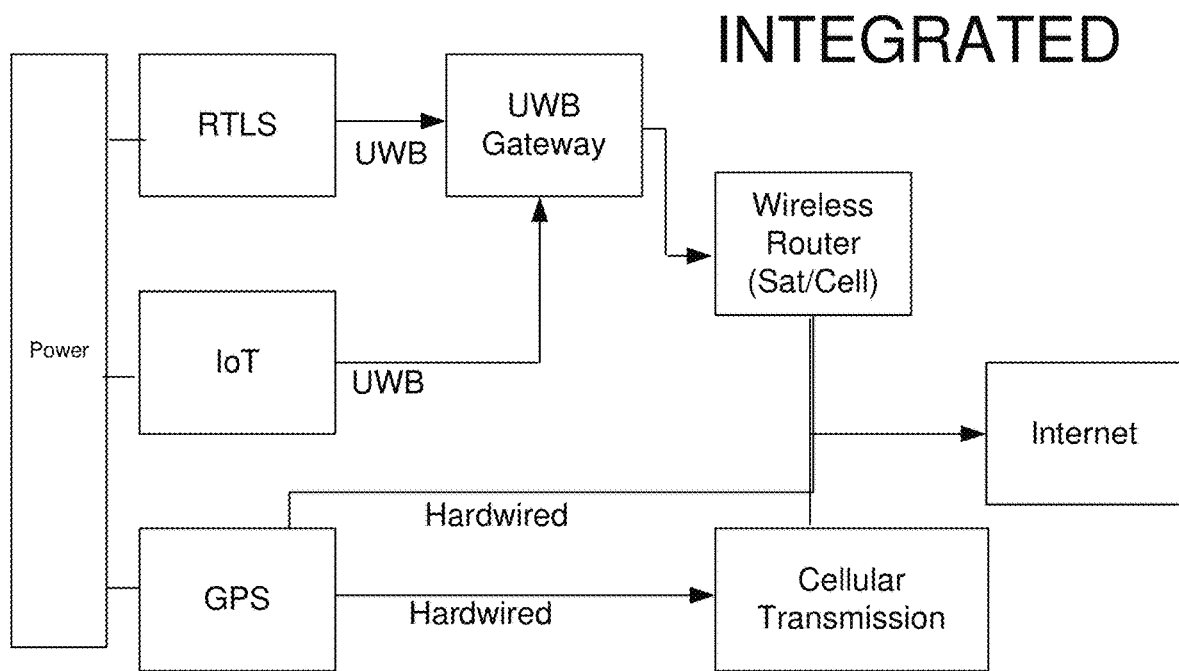 INTEGRATED
RTLS
UWB
UWB
Gateway
Wireless
Router
(Sat/Cell)
Power
IoT
UWB
Internet
Hardwired
GPS
Hardwired
Cellular
Transmission